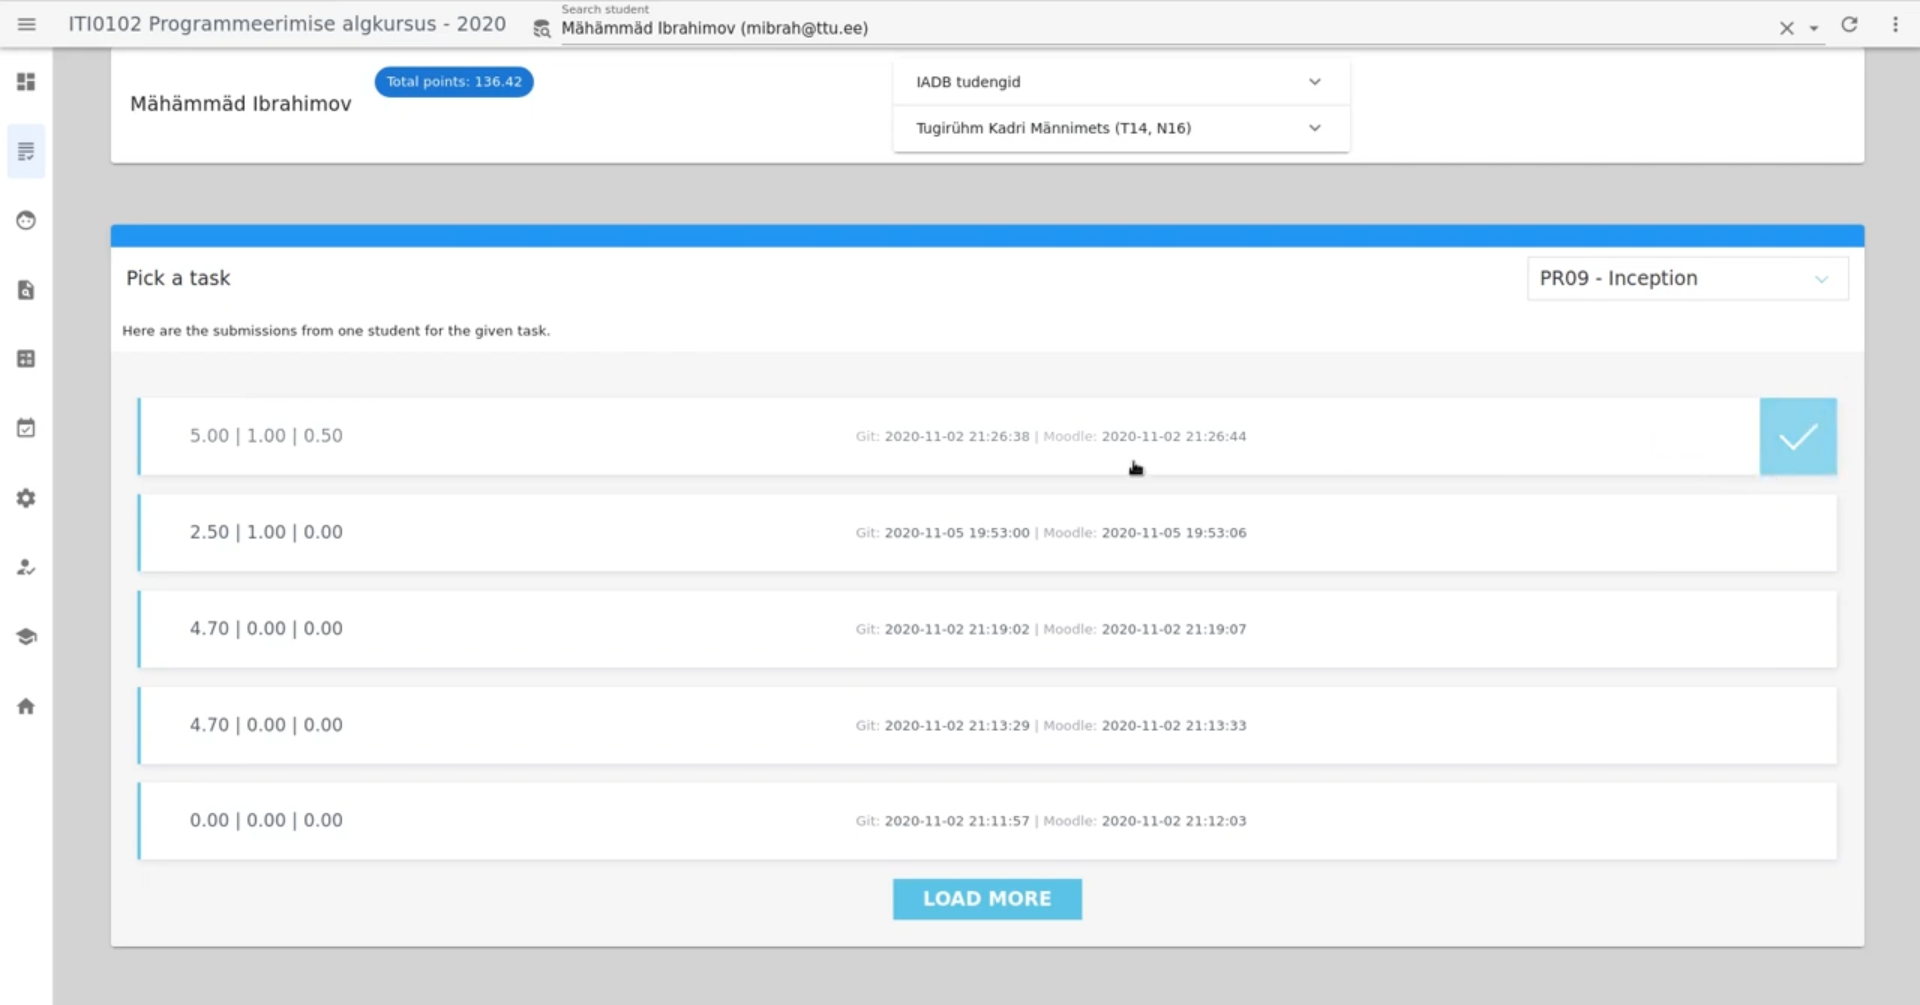 ITI0102 Programmeerimise algkursus - 2020
Search student
Mähämmäd Ibrahimov (mibrah@ttu.ee)
Mähämmäd Ibrahimov
Total points: 136.42
IADB tudengid
Tugirühm Kadri Männimets (T14, N16)
Pick a task
PR09 - Inception
Here are the submissions from one student for the given task.
5.00 | 1.00 | 0.50 Git: 2020-11-02 21:26:38 | Moodle: 2020-11-02 21:26:44
2.50 | 1.00 | 0.00 Git: 2020-11-05 19:53:00 | Moodle: 2020-11-05 19:53:06
4.70 | 0.00 | 0.00 Git: 2020-11-02 21:19:02 | Moodle: 2020-11-02 21:19:07
4.70 | 0.00 | 0.00 Git: 2020-11-02 21:13:29 | Moodle: 2020-11-02 21:13:33
0.00 | 0.00 | 0.00 Git: 2020-11-02 21:11:57 | Moodle: 2020-11-02 21:12:03
LOAD MORE